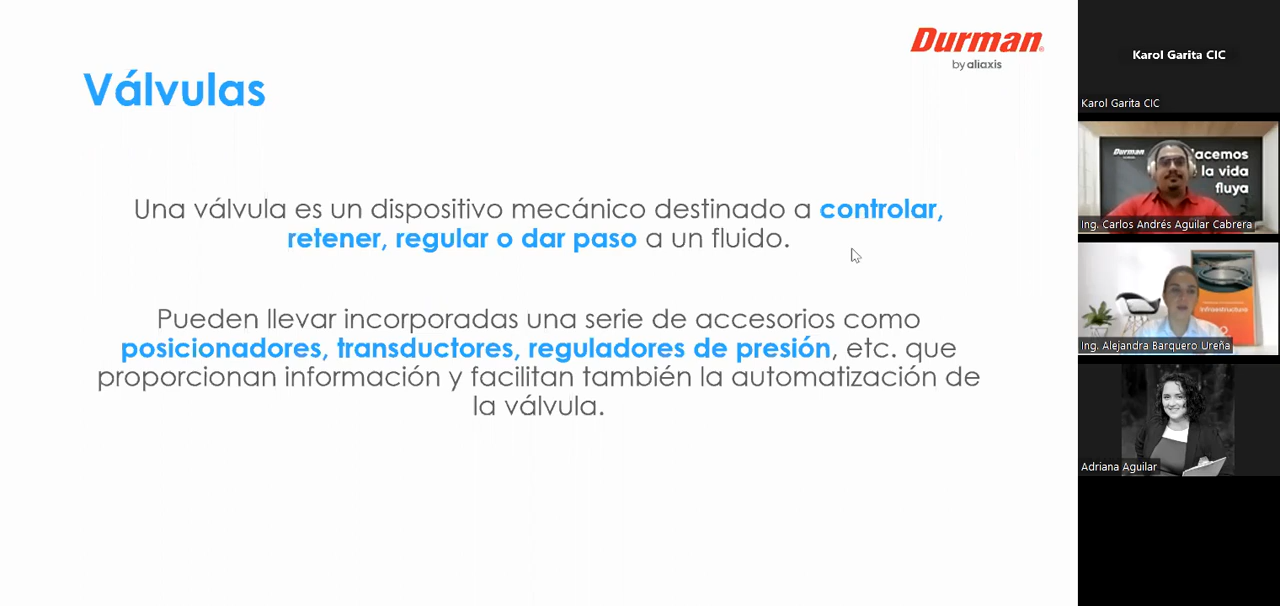 Durman
by aliaxis
Válvulas
Una válvula es un dispositivo mecánico destinado a controlar,
retener, regular o dar paso a un fluido.
Pueden llevar incorporadas una serie de accesorios como
posicionadores, transductores, reguladores de presión, etc. que
proporcionan información y facilitan también la automatización de
la válvula.
Karol Garita CIC
Karol Garita CIC
Durman
acemos
la vida
fluya
Ing. Carlos Andrés Aguilar Cabrera
Infraestructura
Ing. Alejandra Barquero Ureña
Adriana Aguilar